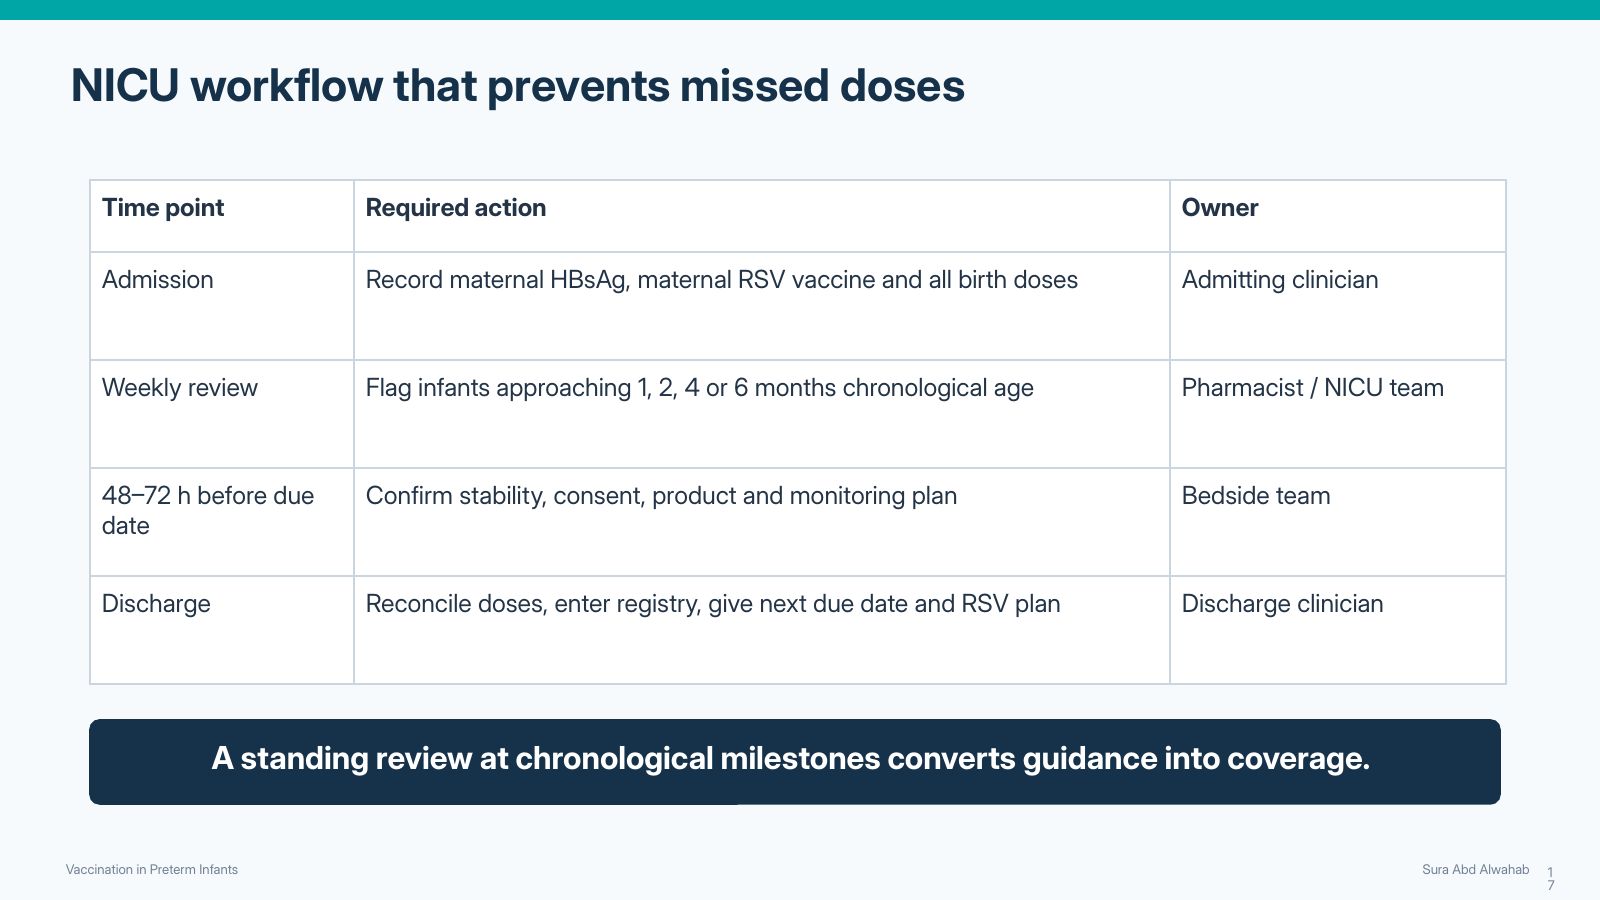 NICU workflow that prevents missed doses
Time point
Required action
Owner
Admission
Record maternal HBsAg, maternal RSV vaccine and all birth doses
Admitting clinician
Weekly review
Flag infants approaching 1, 2, 4 or 6 months chronological age
Pharmacist / NICU team
48–72 h before due
date
Confirm stability, consent, product and monitoring plan
Bedside team
Discharge
Reconcile doses, enter registry, give next due date and RSV plan
Discharge clinician
A standing review at chronological milestones converts guidance into coverage.
Vaccination in Preterm Infants
Sura Abd Alwahab
1
7